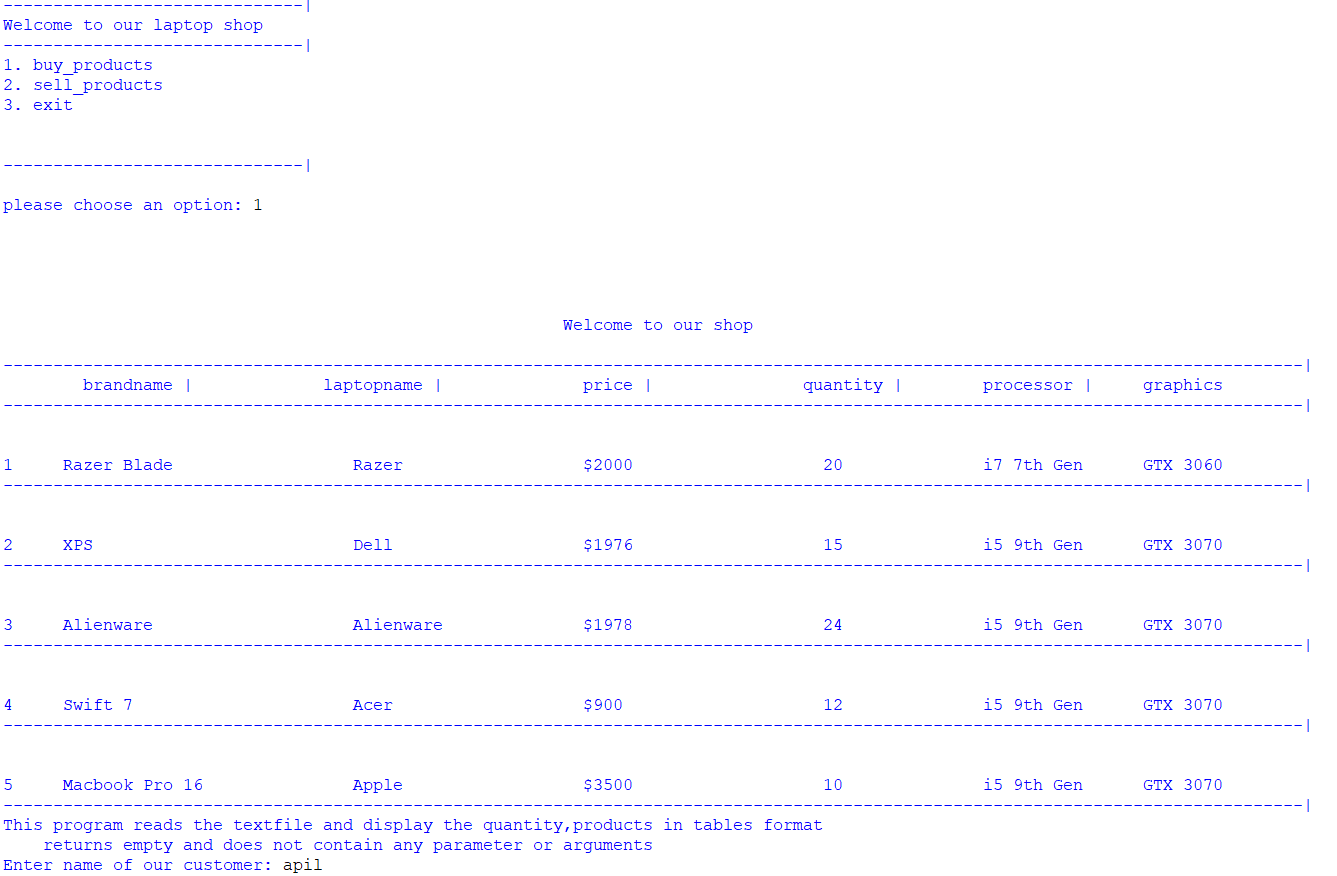 ------------------------------|
Welcome to our laptop shop
------------------------------|
1. buy_products
2. sell_products
3. exit
------------------------------|
please choose an option: 1
Welcome to our shop
----------------------------------------------------------------------------------------------------------------------------------|
brandname | laptopname | price | quantity | processor | graphics
----------------------------------------------------------------------------------------------------------------------------------|
1 Razer Blade Razer $2000 20 i7 7th Gen GTX 3060
----------------------------------------------------------------------------------------------------------------------------------|
2 XPS Dell $1976 15 i5 9th Gen GTX 3070
----------------------------------------------------------------------------------------------------------------------------------|
3 Alienware Alienware $1978 24 i5 9th Gen GTX 3070
----------------------------------------------------------------------------------------------------------------------------------|
4 Swift 7 Acer $900 12 i5 9th Gen GTX 3070
----------------------------------------------------------------------------------------------------------------------------------|
5 Macbook Pro 16 Apple $3500 10 i5 9th Gen GTX 3070
----------------------------------------------------------------------------------------------------------------------------------|
This program reads the textfile and display the quantity,products in tables format
returns empty and does not contain any parameter or arguments
Enter name of our customer: apil